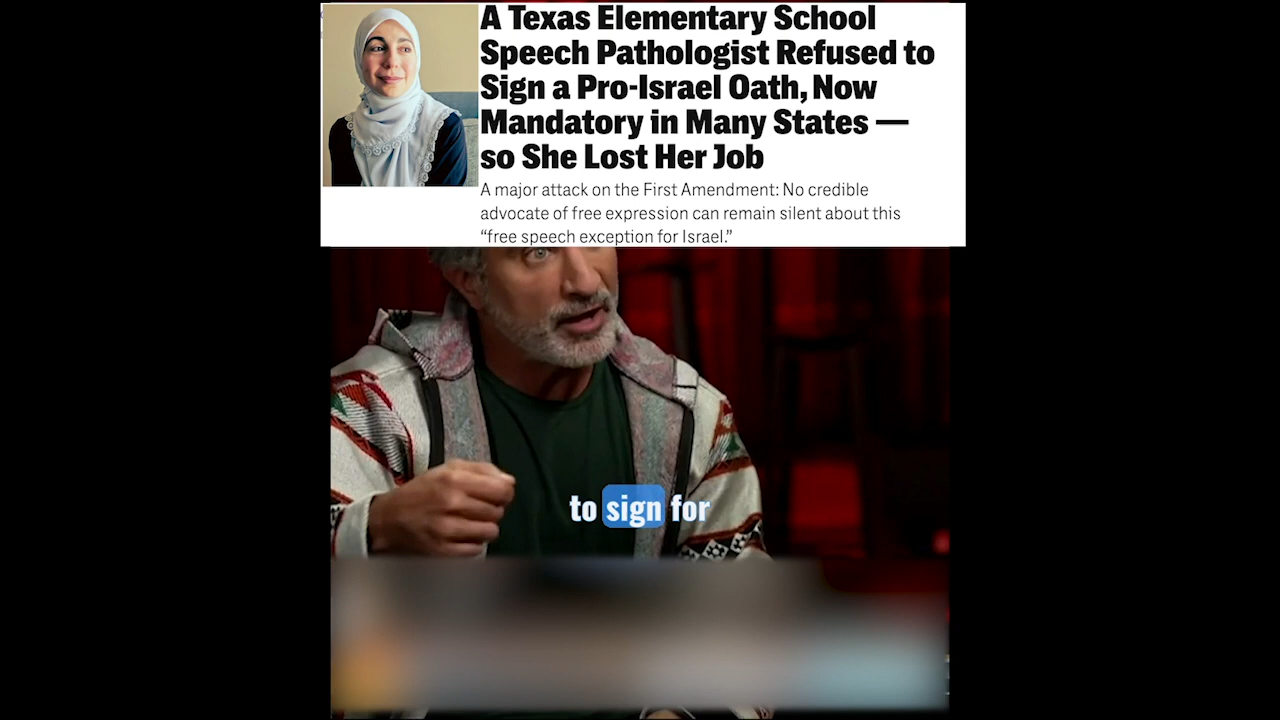 A Texas Elementary School
Speech Pathologist Refused to
Sign a Pro-Israel Oath, Now
Mandatory in Many States —
so She Lost Her Job
A major attack on the First Amendment: No credible
advocate of free expression can remain silent about this
“free speech exception for Israel.”
to sign for